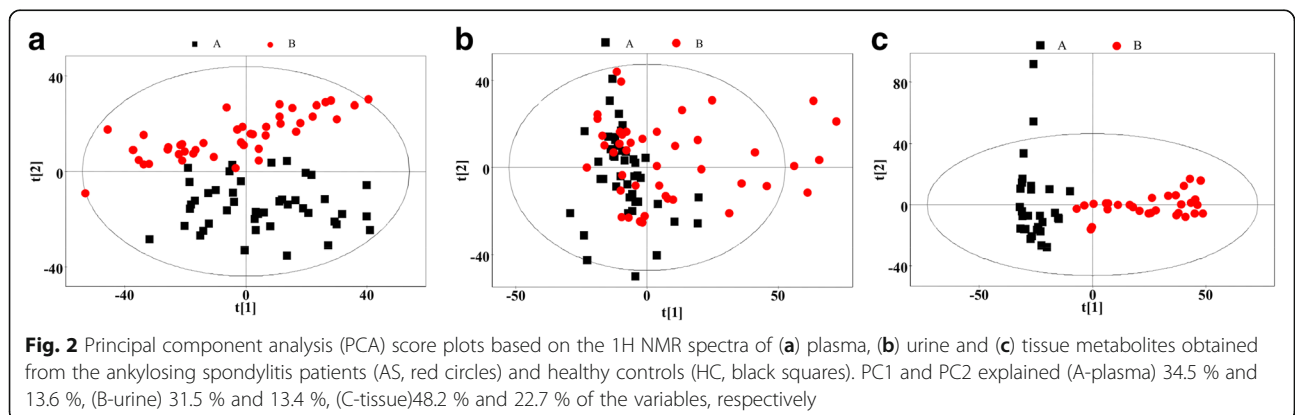 a
A
B
b
A
B
c
A
B
40
0
-40
t[2]
-40
0
40
t[1]
40
0
-40
t[2]
-50
0
50
t[1]
80
40
0
-40
t[2]
-50
0
50
t[1]
Fig. 2 Principal component analysis (PCA) score plots based on the 1H NMR spectra of (a) plasma, (b) urine and (c) tissue metabolites obtained
from the ankylosing spondylitis patients (AS, red circles) and healthy controls (HC, black squares). PC1 and PC2 explained (A-plasma) 34.5 % and
13.6 %, (B-urine) 31.5 % and 13.4 %, (C-tissue)48.2 % and 22.7 % of the variables, respectively